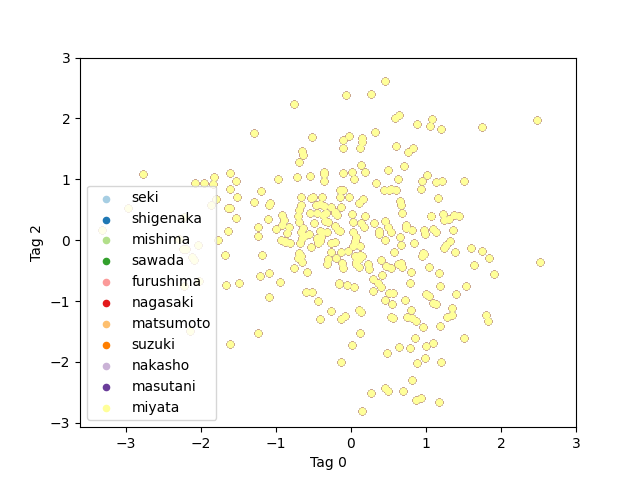 3
2
1
0
−1
−2
−3
Tag 2
seki
shigenaka
mishima
sawada
furushima
nagasaki
matsumoto
suzuki
nakasho
masutani
miyata
−3 −2 −1 0 1 2 3
Tag 0